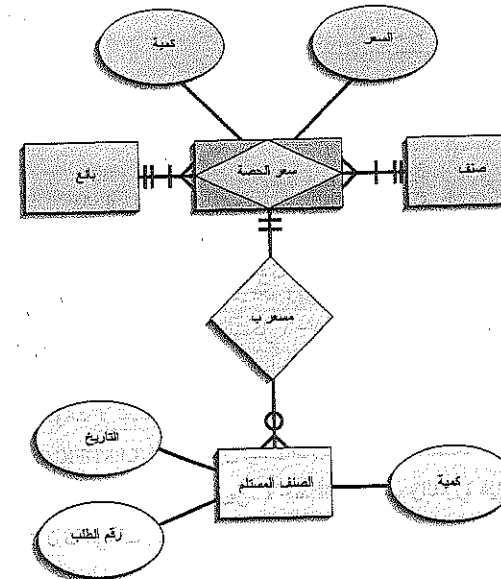 كمية
السعر
بائع
سعر الحصة
صنف
مسعر ب
التاريخ
الصنف المستلم
كمية
رقم الطلب